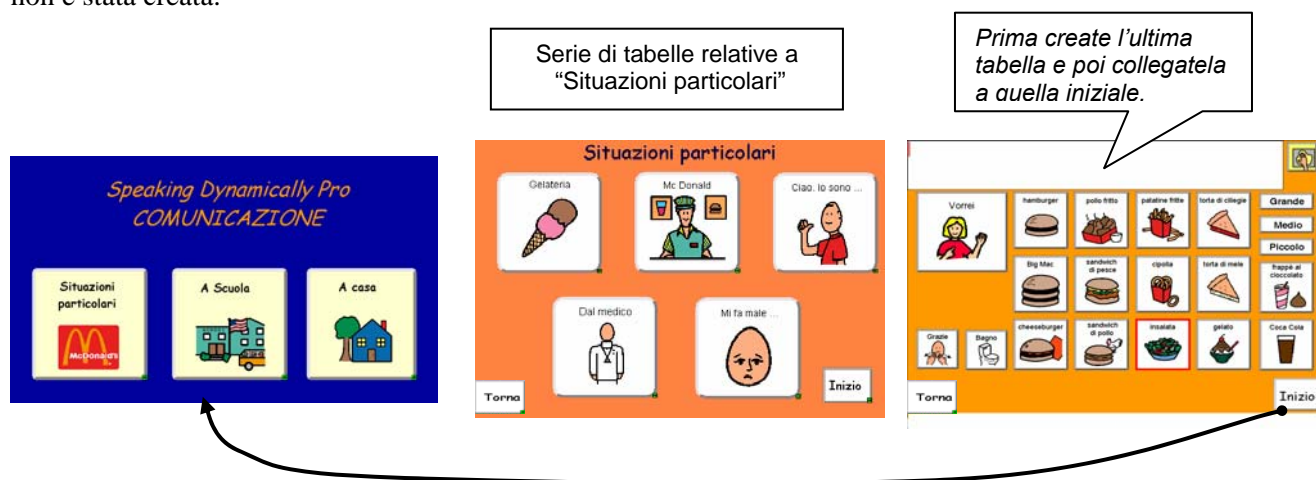 non è stata creata.
Serie di tabelle relative a
“Situazioni particolari”
Prima create l’ultima
tabella e poi collegatela
a quella iniziale.
Speaking Dynamically Pro
COMUNICAZIONE
Situazioni
particolari
McDonald's
A Scuola
A casa
Situazioni particolari
Gelateria
Mc Donald
Ciao. Io sono ...
Dal medico
Mi fa male ...
Torna
Inizio
Vorrei
hamburger
pollo fritto
patatine fritte
torta di ciliegie
Grande
Medio
Piccolo
Big Mac
sandwich
di pesce
cipolla
torta di mele
frappè al
cioccolato
Grazie
Bagno
cheeseburger
sandwich
di pollo
insalata
gelato
Coca Cola
Torna
Inizio